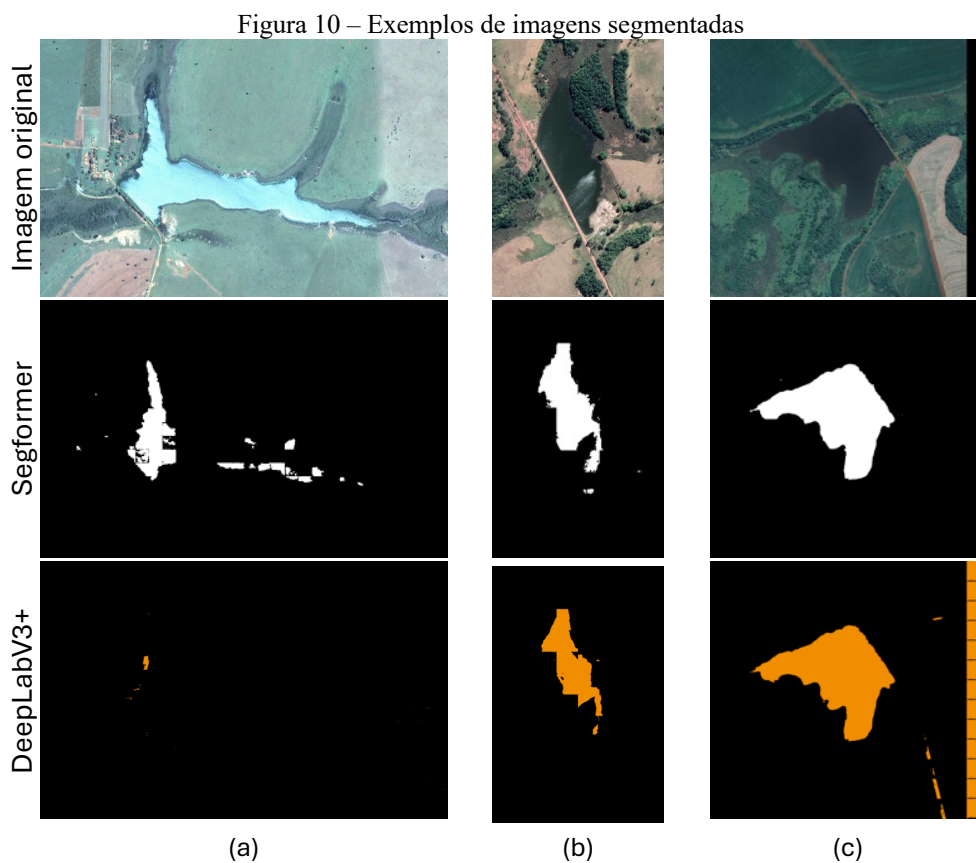 Figura 10 – Exemplos de imagens segmentadas
Imagem original
Segformer
DeepLabV3+
(a)
(b)
(c)